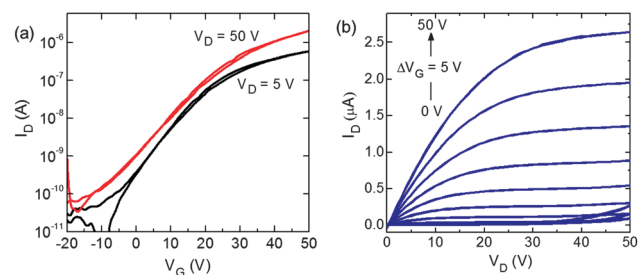 (a)
V_D = 50 V
V_D = 5 V
I_D (A)
10^-6
10^-7
10^-8
10^-9
10^-10
10^-11
-20 -10 0 10 20 30 40 50
V_G (V)
(b)
50 V
ΔV_G = 5 V
0 V
I_D (μA)
2.5
2.0
1.5
1.0
0.5
0.0
0 10 20 30 40 50
V_D (V)